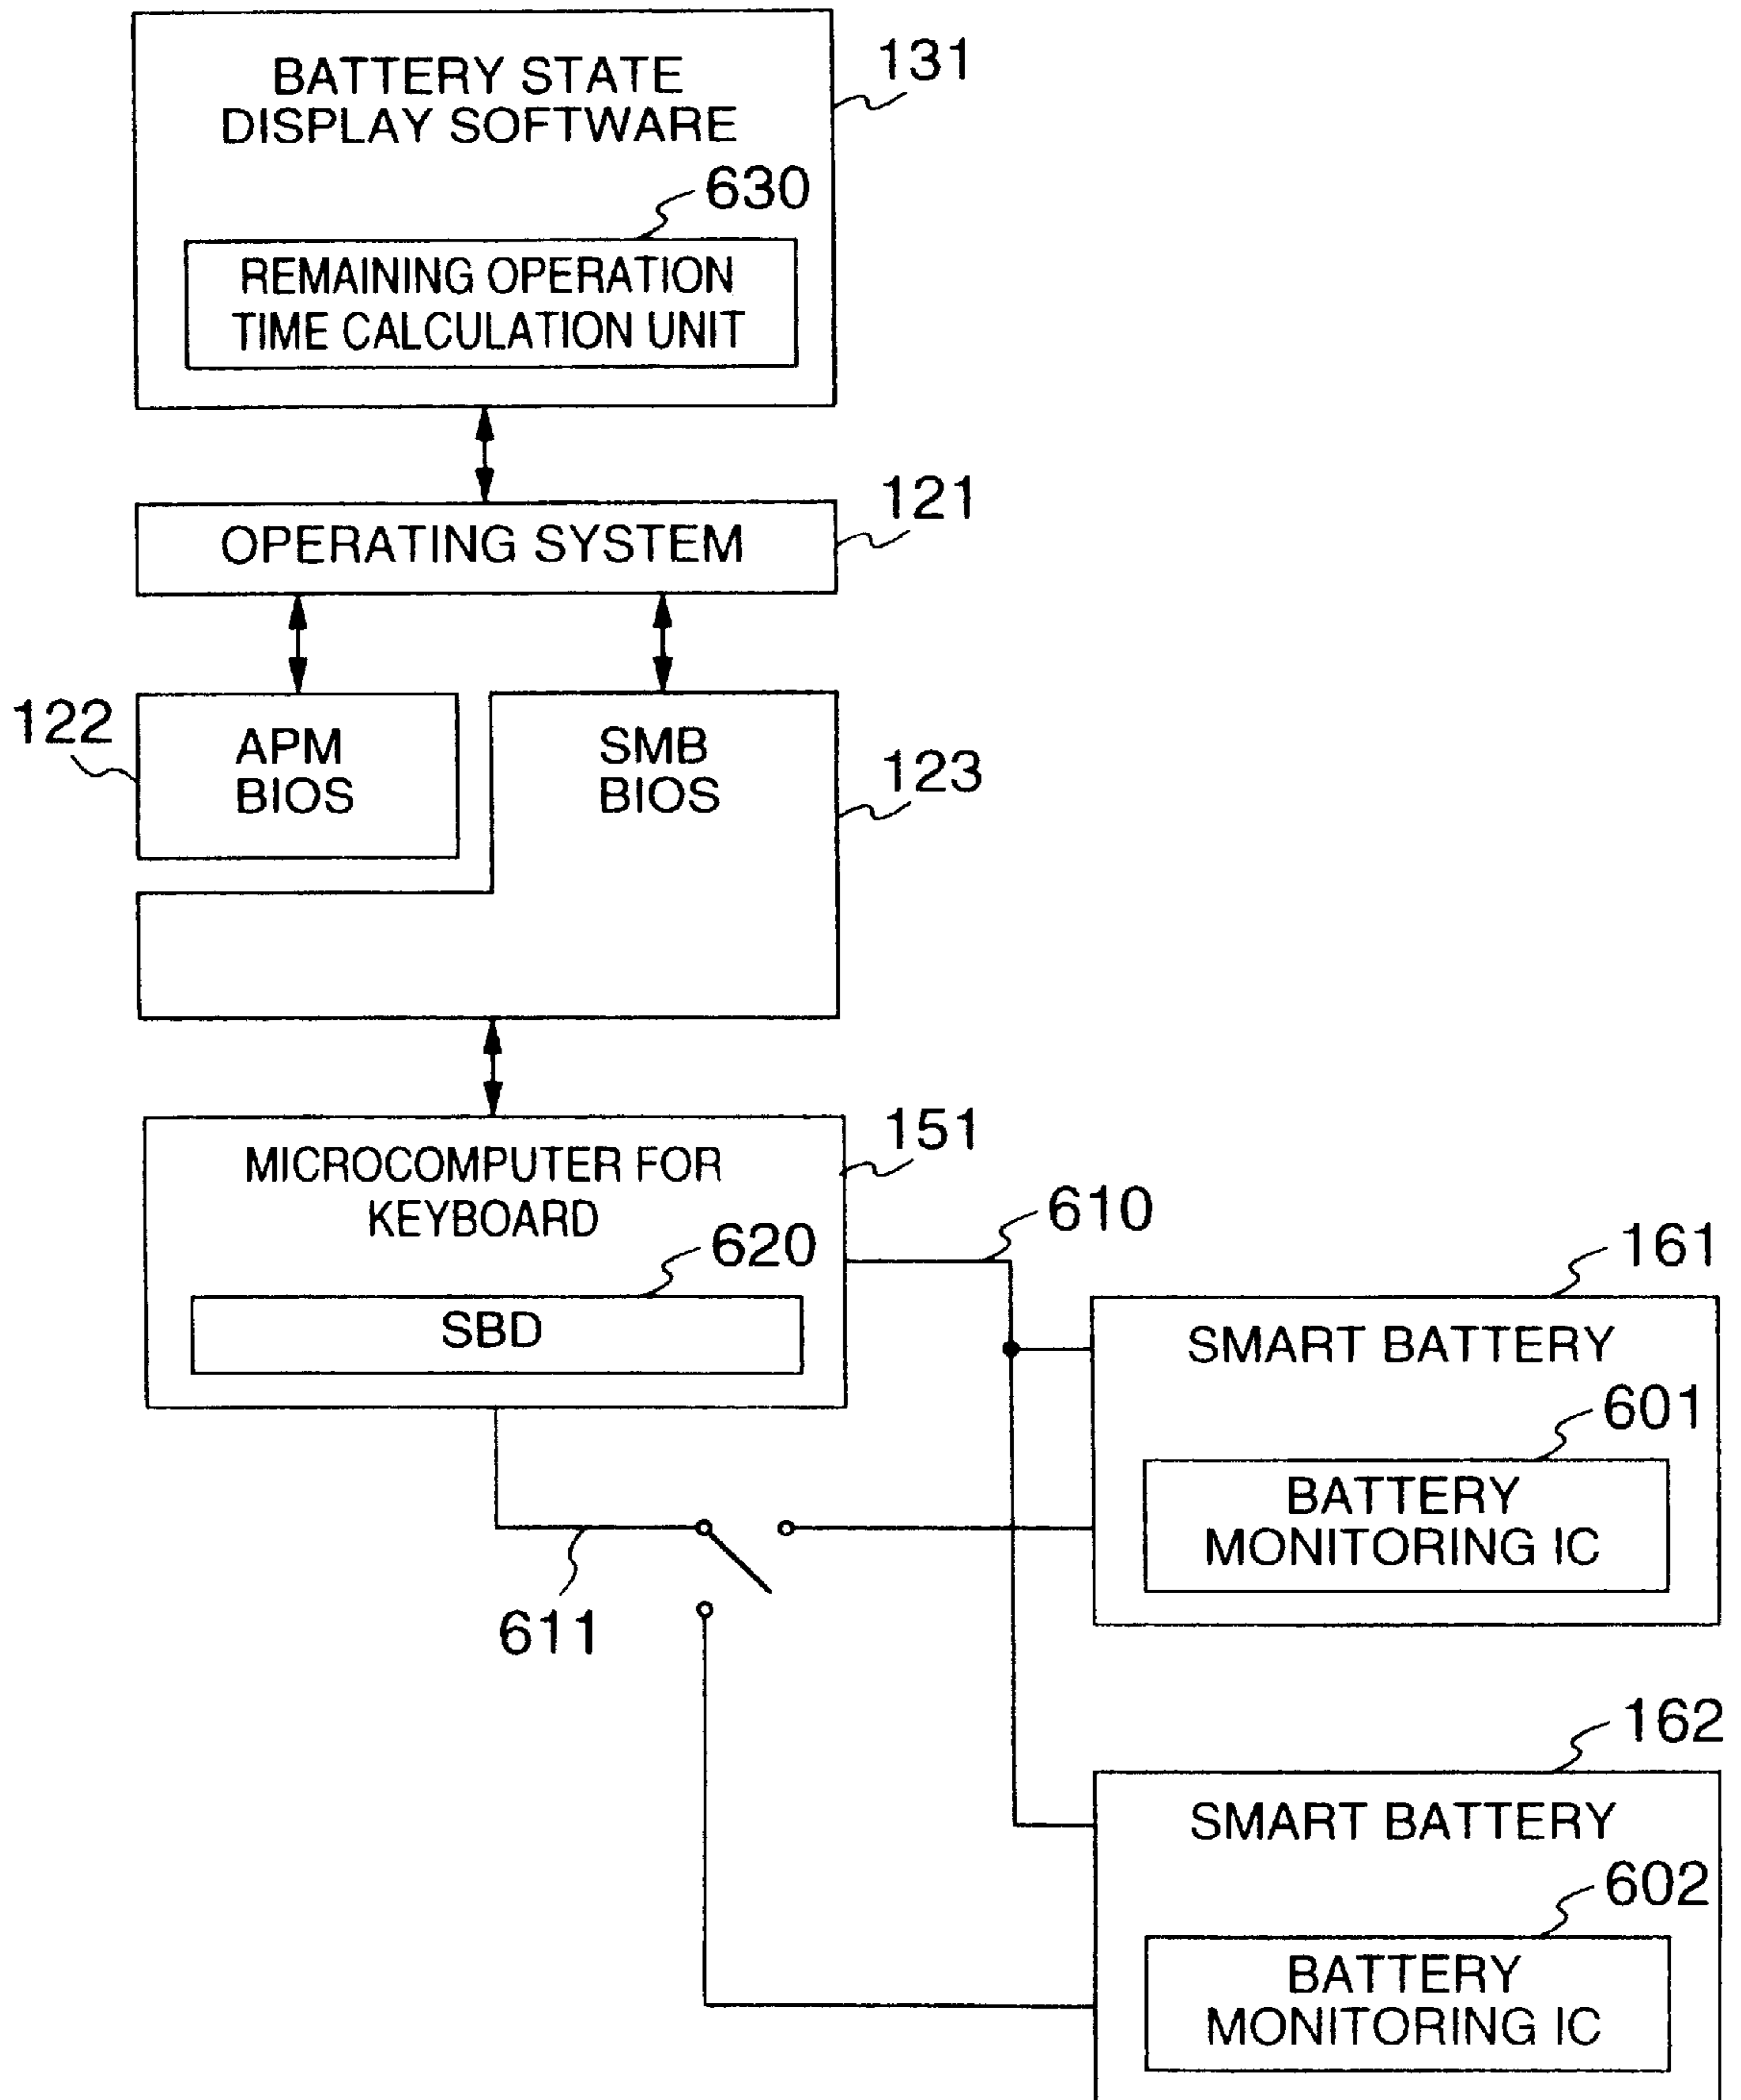 BATTERY STATE
DISPLAY SOFTWARE
131
630
REMAINING OPERATION
TIME CALCULATION UNIT
121
OPERATING SYSTEM
122
APM
BIOS
SMB
BIOS
123
151
MICROCOMPUTER FOR
KEYBOARD
620
SBD
610
161
SMART BATTERY
601
BATTERY
MONITORING IC
611
162
SMART BATTERY
602
BATTERY
MONITORING IC